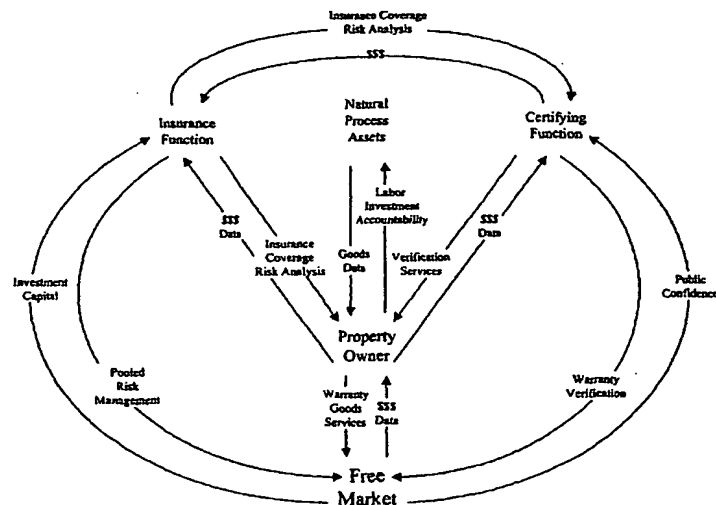 Insurance Coverage
Risk Analysis
$$$
Insurance
Function
Natural
Process
Assets
Certifying
Function
$$$
Data
Insurance
Coverage
Risk Analysis
Goods
Data
Labor
Investment
Accountability
Verification
Services
$$$
Data
Investment
Capital
Public
Confidence
Property
Owner
Pooled
Risk
Management
Warranty
Goods
Services
$$$
Data
Warranty
Verification
Free
Market